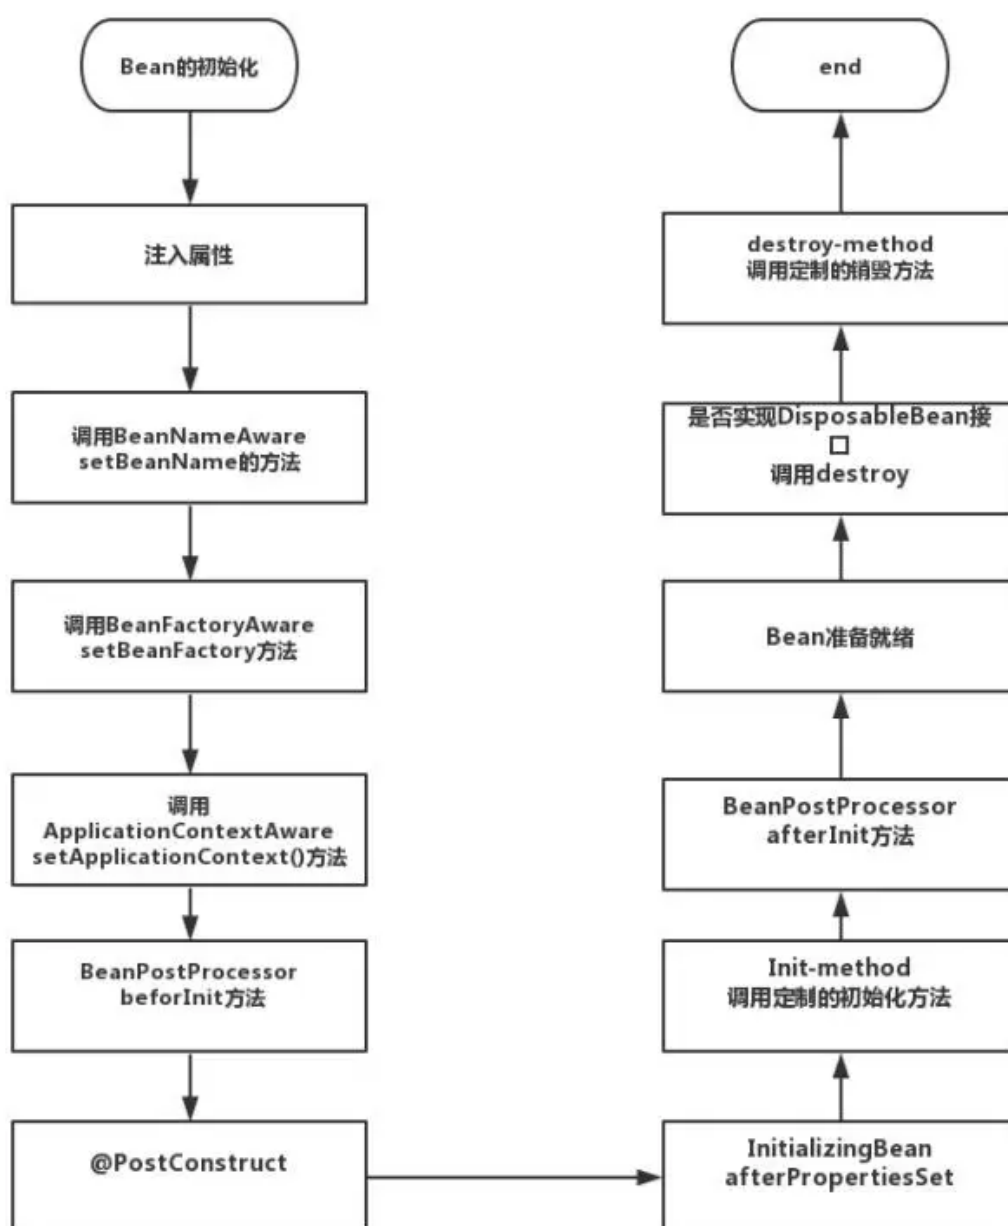 Bean的初始化
注入属性
调用BeanNameAware
setBeanName的方法
调用BeanFactoryAware
setBeanFactory方法
调用
ApplicationContextAware
setApplicationContext()方法
BeanPostProcessor
beforInit方法
@PostConstruct
InitializingBean
afterPropertiesSet
Init-method
调用定制的初始化方法
BeanPostProcessor
afterInit方法
Bean准备就绪
是否实现DisposableBean接
口
调用destroy
destroy-method
调用定制的销毁方法
end